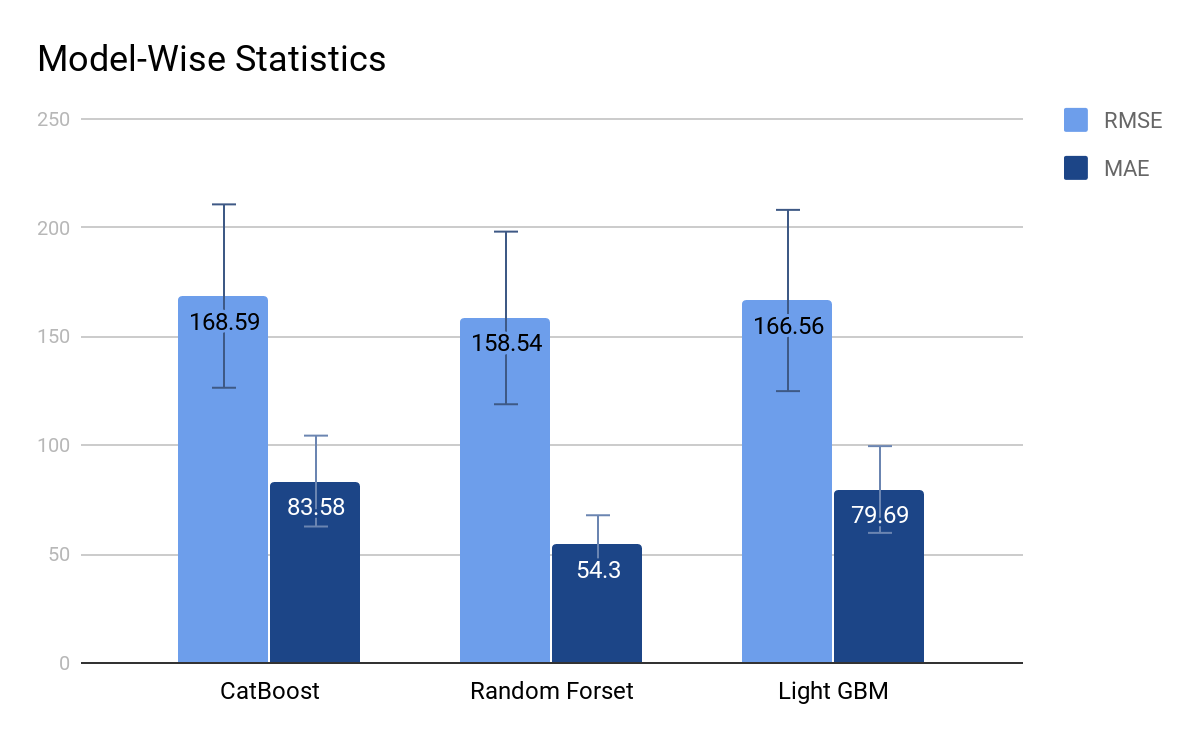 Model-Wise Statistics
250
200
150
100
50
0
RMSE
MAE
168.59
83.58
158.54
54.3
166.56
79.69
CatBoost
Random Forset
Light GBM